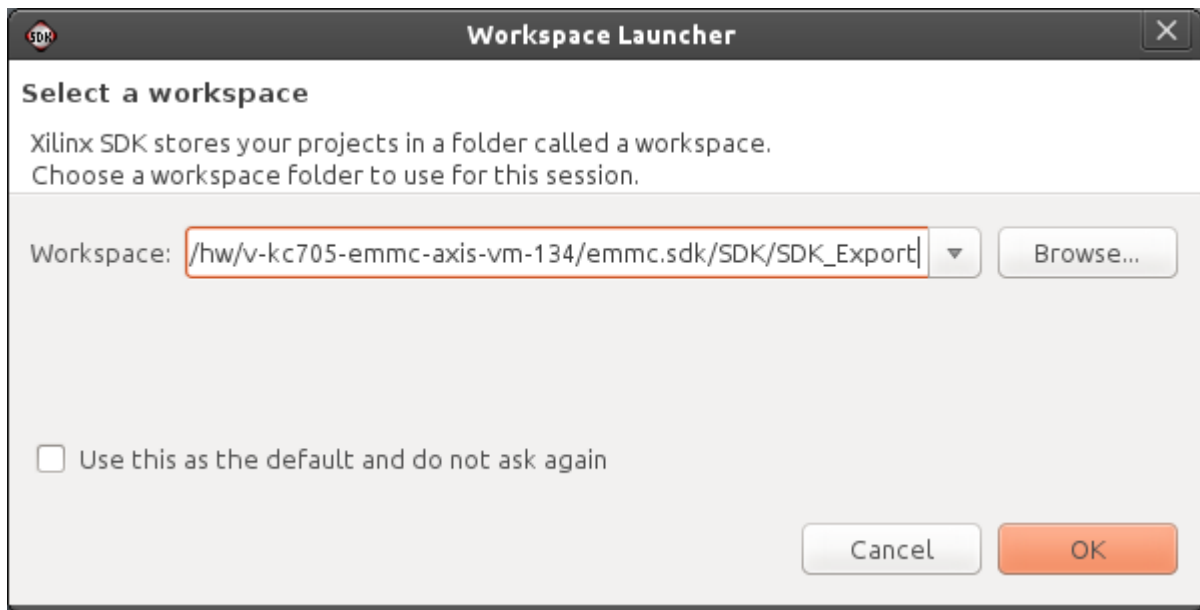 SDK
Workspace Launcher
Select a workspace
Xilinx SDK stores your projects in a folder called a workspace.
Choose a workspace folder to use for this session.
Workspace: /hw/v-kc705-emmc-axis-vm-134/emmc.sdk/SDK/SDK_Export Browse...
Use this as the default and do not ask again
Cancel OK